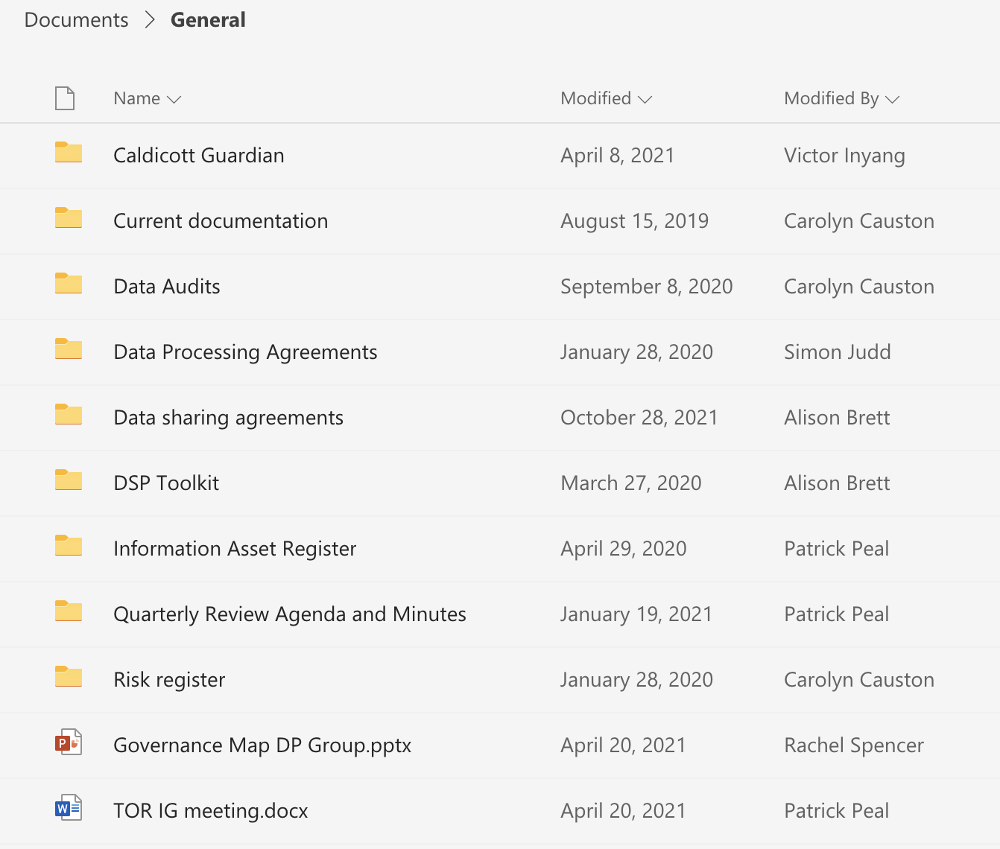 Documents > General
Name Modified Modified By
Caldicott Guardian April 8, 2021 Victor Inyang
Current documentation August 15, 2019 Carolyn Causton
Data Audits September 8, 2020 Carolyn Causton
Data Processing Agreements January 28, 2020 Simon Judd
Data sharing agreements October 28, 2021 Alison Brett
DSP Toolkit March 27, 2020 Alison Brett
Information Asset Register April 29, 2020 Patrick Peal
Quarterly Review Agenda and Minutes January 19, 2021 Patrick Peal
Risk register January 28, 2020 Carolyn Causton
P Governance Map DP Group.pptx April 20, 2021 Rachel Spencer
W TOR IG meeting.docx April 20, 2021 Patrick Peal